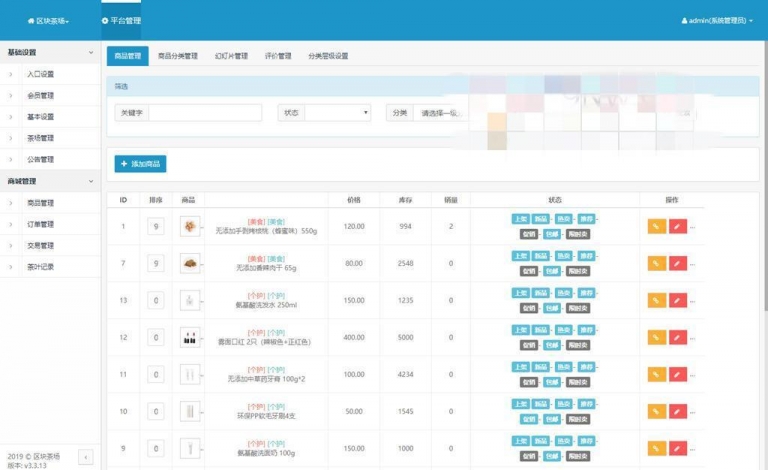 区块茶场
平台管理
admin(系统管理员)
基础设置
入口设置
会员管理
基本设置
茶场管理
公告管理
商城管理
商品管理
订单管理
交易管理
茶叶记录
2019 © 区块茶场
版本: v3.3.13
商品管理 商品分类管理 幻灯片管理 评价管理 分类层级设置
筛选
关键字 状态 分类 请选择一级
+ 添加商品
ID 排序 商品 价格 库存 销量 状态 操作
1 9 [美食] [美食] 120.00 994 2 上架 新品 热卖 推荐
无添加手剥烤核桃（蜂蜜味）550g 促销 包邮 限时卖
7 9 [美食] [美食] 80.00 2548 0 上架 新品 热卖 推荐
无添加香辣肉干 65g 促销 包邮 限时卖
13 0 [个护] [个护] 150.00 1235 0 上架 新品 热卖 推荐
氨基酸洗发水 250ml 促销 包邮 限时卖
12 0 [个护] [个护] 400.00 5000 0 上架 新品 热卖 推荐
口红 2只（辣椒色+正红色） 促销 包邮 限时卖
11 0 [个护] [个护] 100.00 4234 0 上架 新品 热卖 推荐
无添加中草药牙膏 100g*2 促销 包邮 限时卖
10 0 [个护] [个护] 50.00 1545 0 上架 新品 热卖 推荐
环保PP软毛牙刷4支 促销 包邮 限时卖
9 0 [个护] [个护] 150.00 1000 0 上架 新品 热卖 推荐
氨基酸洗面奶 100g 促销 包邮 限时卖